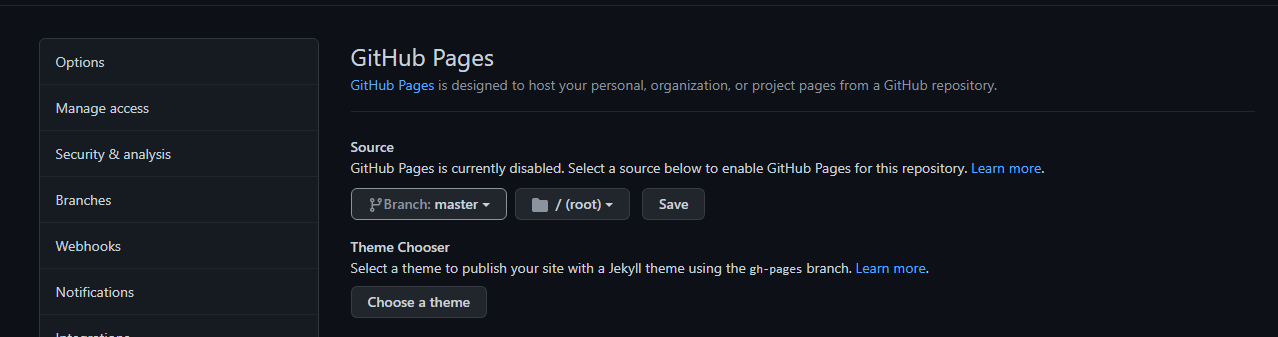 Options
Manage access
Security & analysis
Branches
Webhooks
Notifications
Integrations
GitHub Pages
GitHub Pages is designed to host your personal, organization, or project pages from a GitHub repository.
Source
GitHub Pages is currently disabled. Select a source below to enable GitHub Pages for this repository. Learn more.
Branch: master / (root) Save
Theme Chooser
Select a theme to publish your site with a Jekyll theme using the gh-pages branch. Learn more.
Choose a theme